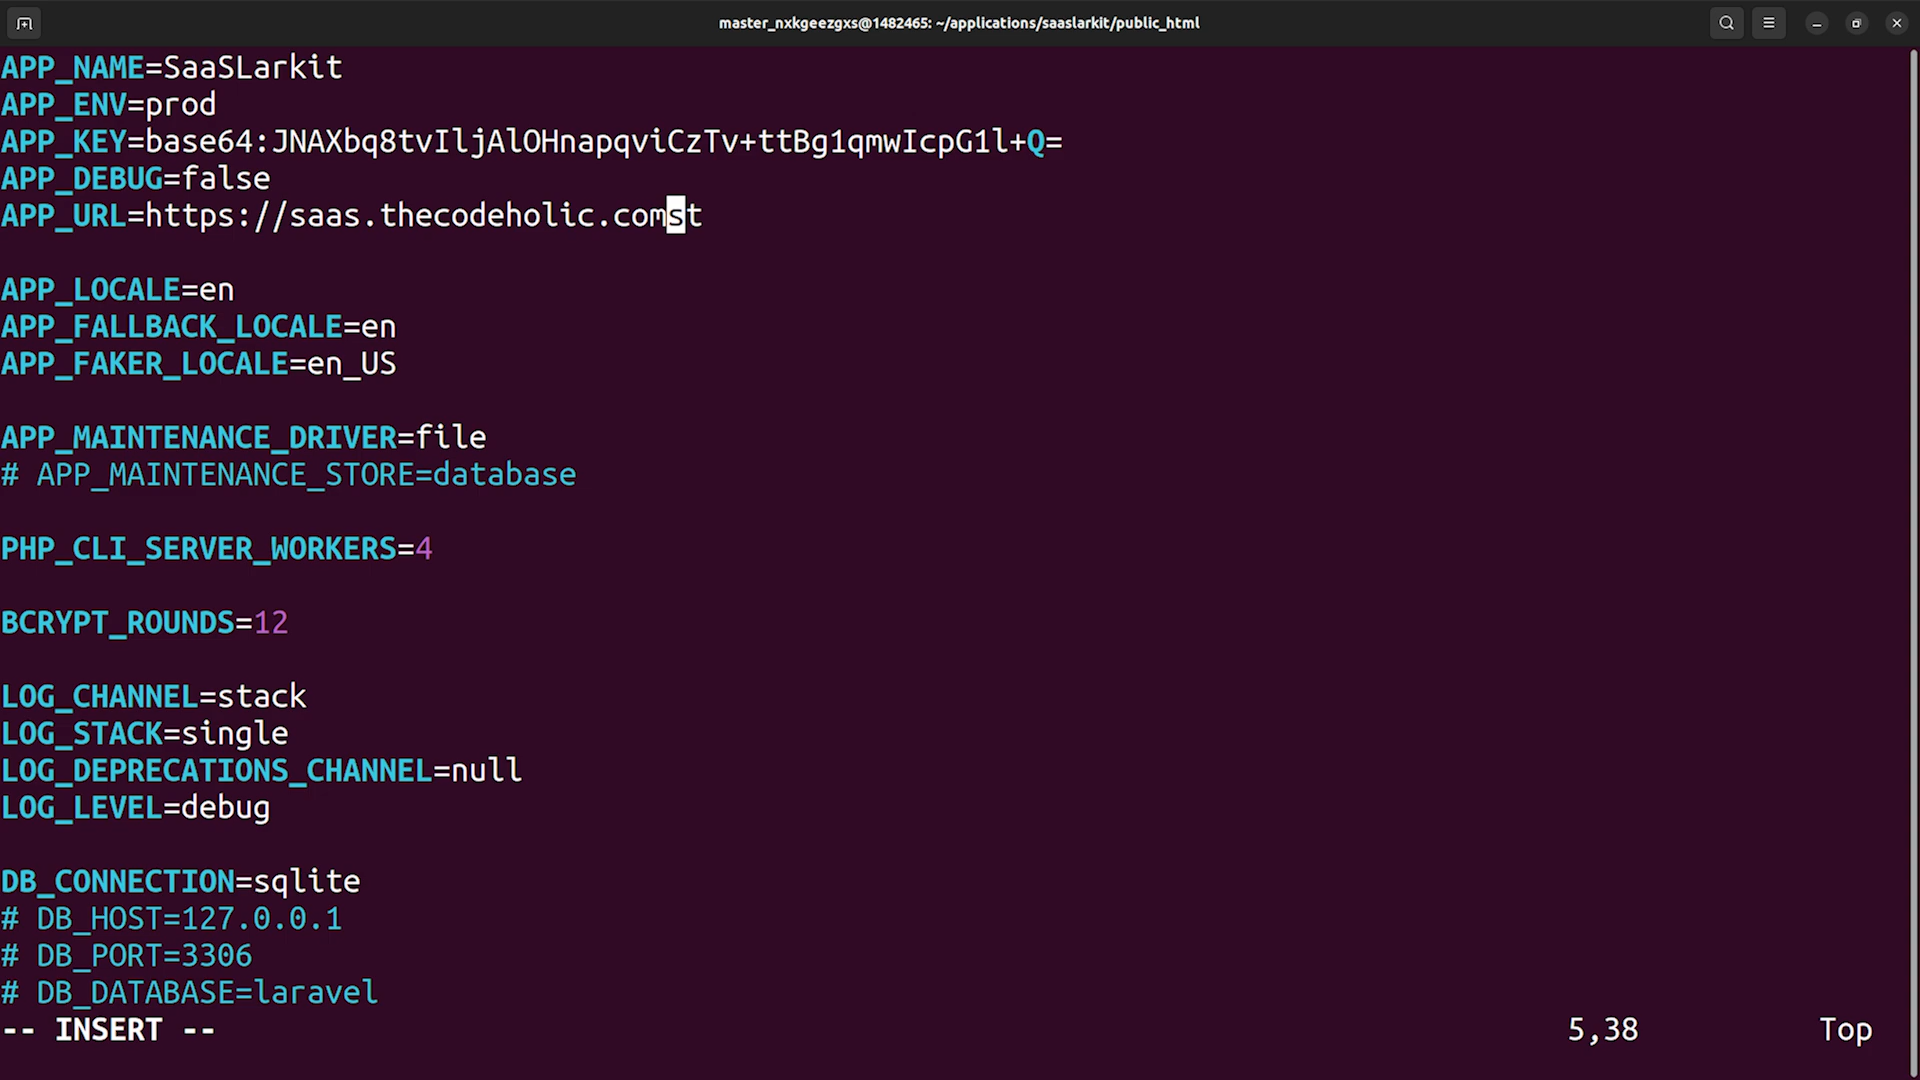 master_nxkgeezgxs@1482465: ~/applications/saaslarkit/public_html
APP_NAME=SaaSLarkit
APP_ENV=prod
APP_KEY=base64:JNAXbq8tvIljAlOHnapqviCzTv+ttBg1qmwIcpG1l+Q=
APP_DEBUG=false
APP_URL=https://saas.thecodeholic.comst
APP_LOCALE=en
APP_FALLBACK_LOCALE=en
APP_FAKER_LOCALE=en_US
APP_MAINTENANCE_DRIVER=file
# APP_MAINTENANCE_STORE=database
PHP_CLI_SERVER_WORKERS=4
BCRYPT_ROUNDS=12
LOG_CHANNEL=stack
LOG_STACK=single
LOG_DEPRECATIONS_CHANNEL=null
LOG_LEVEL=debug
DB_CONNECTION=sqlite
# DB_HOST=127.0.0.1
# DB_PORT=3306
# DB_DATABASE=laravel
-- INSERT -- 5,38 Top